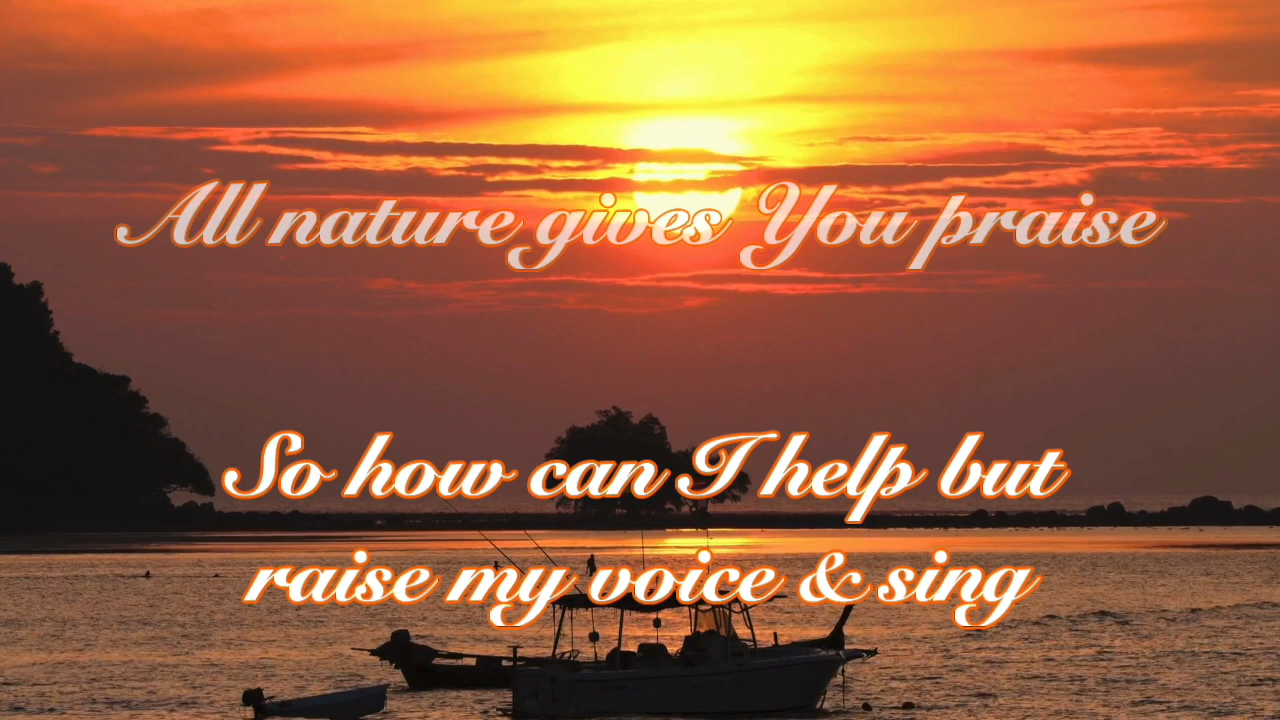 All nature gives You praise
So how can I help but
raise my voice & sing